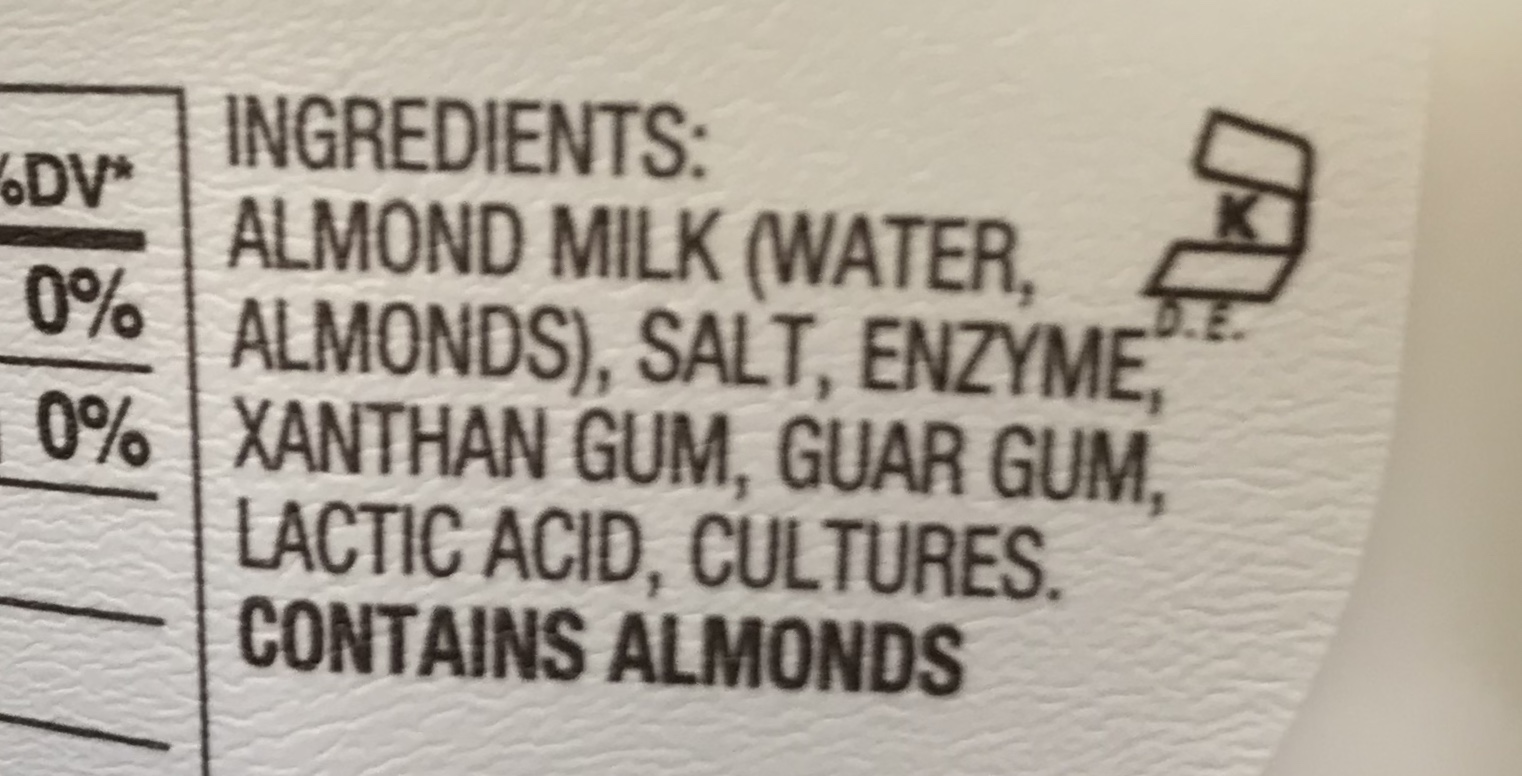 %DV*
0%
0%
INGREDIENTS:
ALMOND MILK (WATER,
ALMONDS), SALT, ENZYME,
XANTHAN GUM, GUAR GUM,
LACTIC ACID, CULTURES.
CONTAINS ALMONDS
K
D.E.